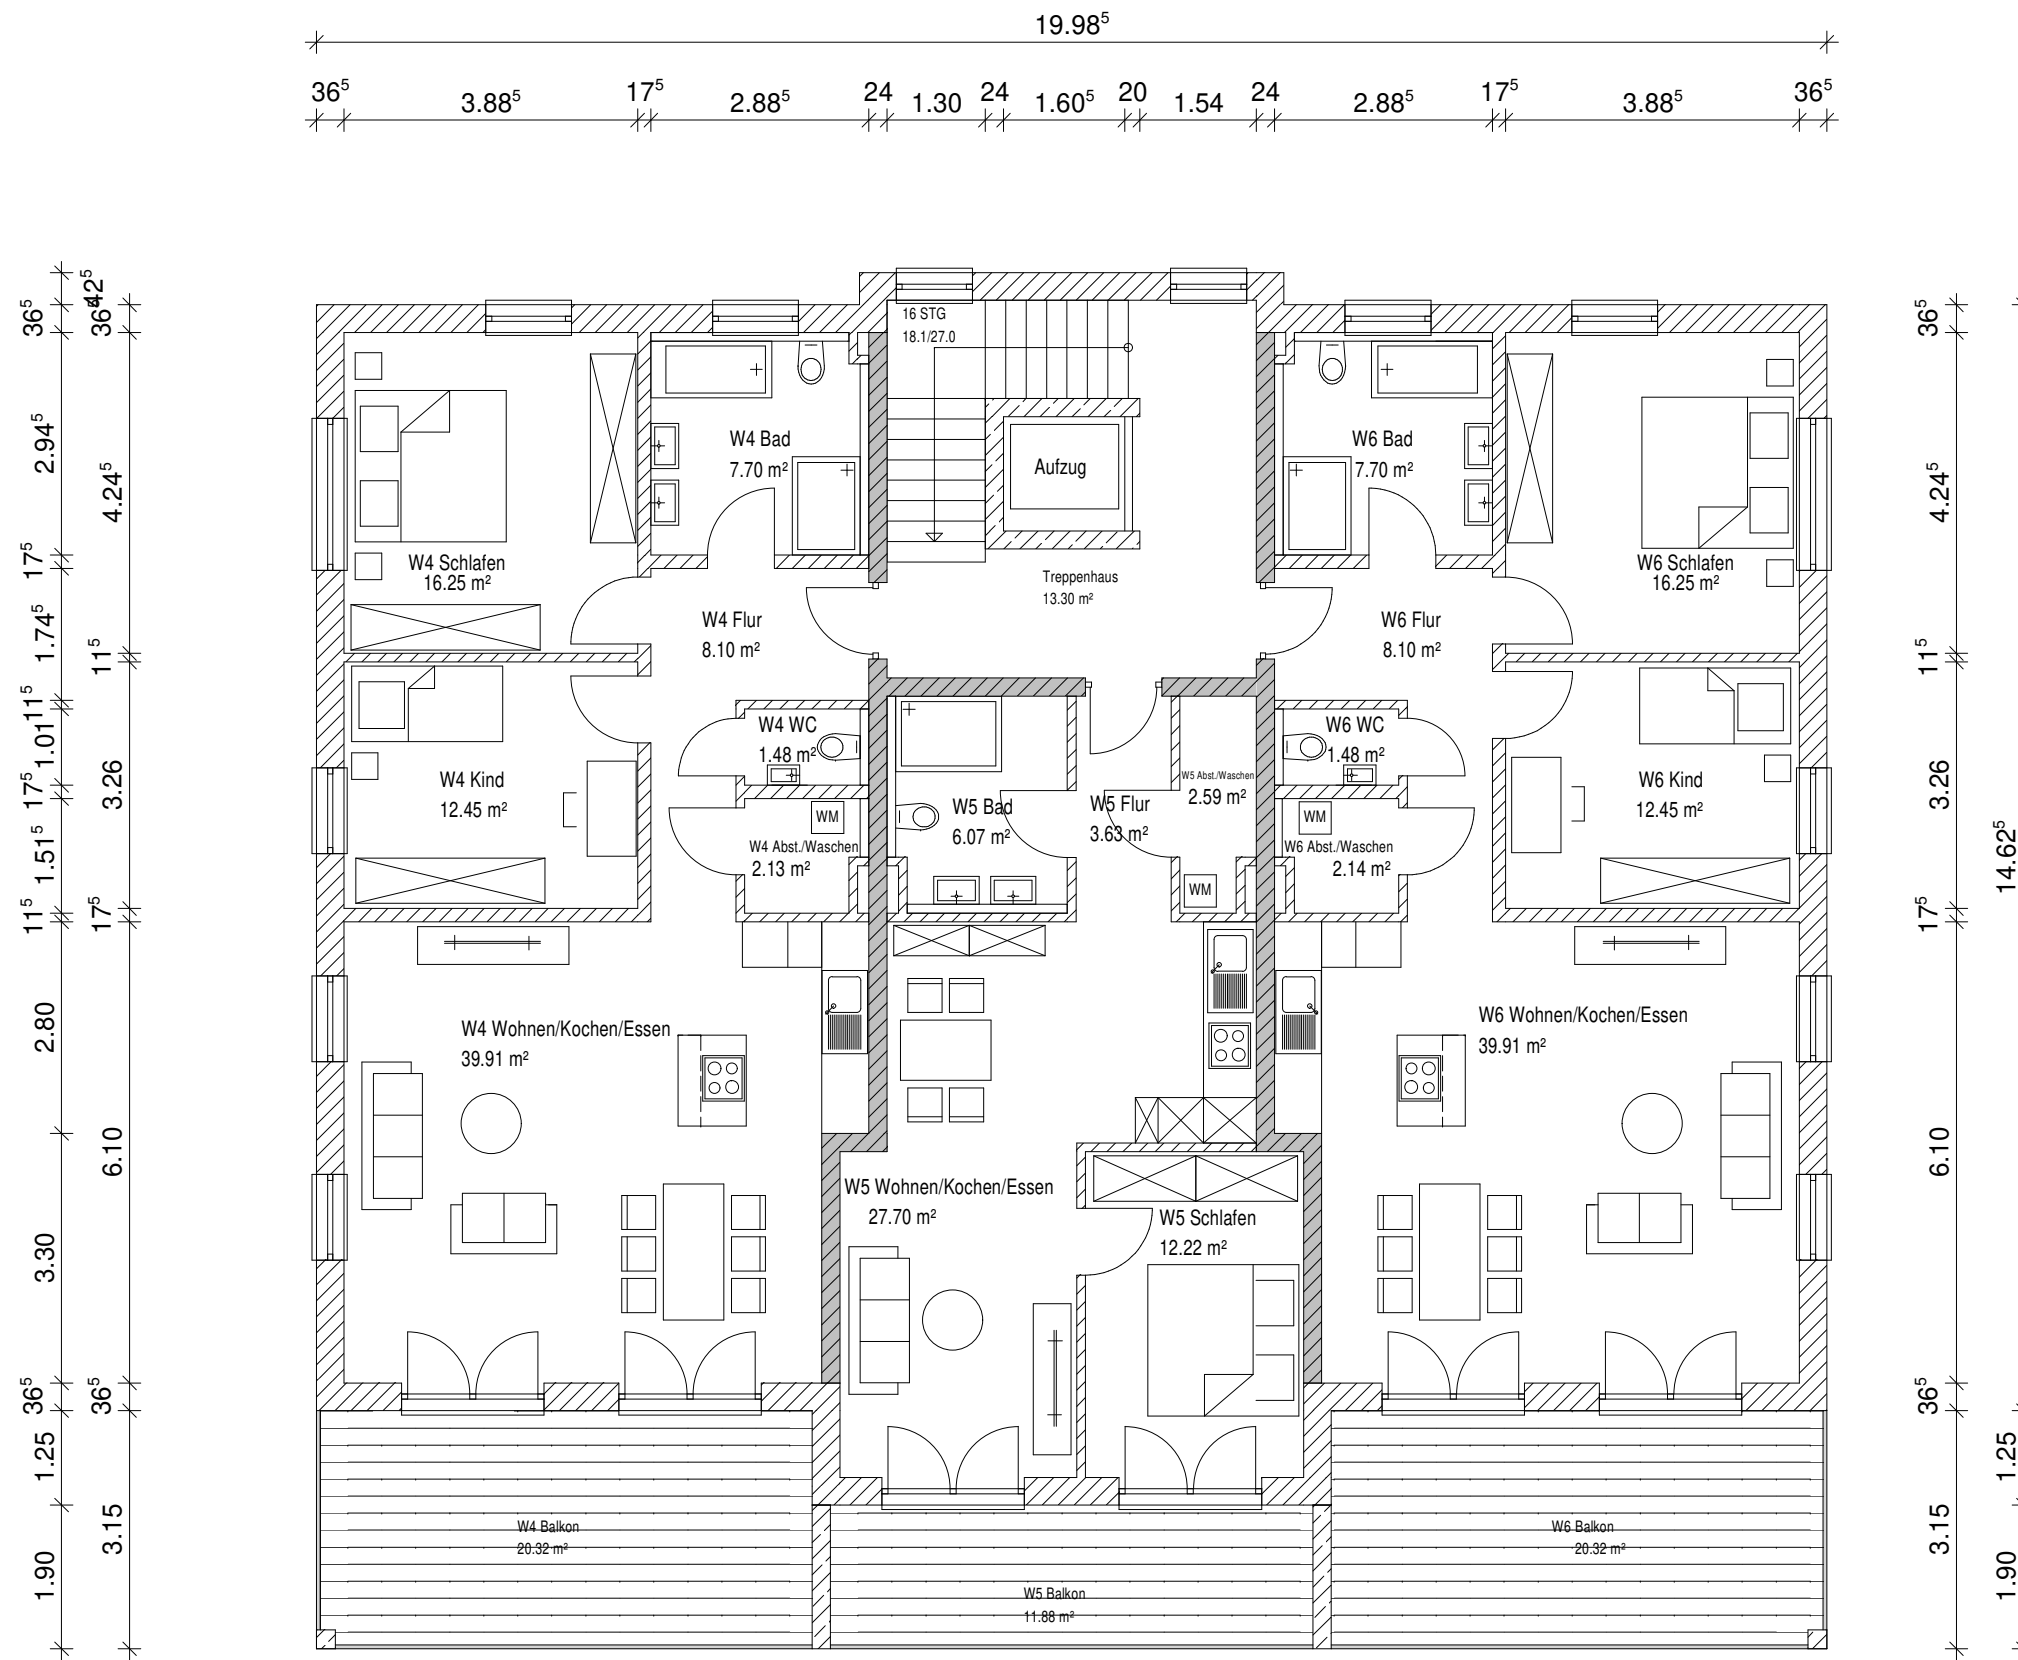 19.98⁵
36⁵ 3.88⁵ 17⁵ 2.88⁵ 24 1.30 24 1.60⁵ 20 1.54 24 2.88⁵ 17⁵ 3.88⁵ 36⁵
42⁵
36⁵
2.94⁵
17⁵
1.74⁵
11⁵
1.01
17⁵
1.51⁵
11⁵
2.80
3.30
36⁵
1.25
1.90
36⁵
4.24⁵
11⁵
3.26
17⁵
6.10
36⁵
3.15
16 STG
18.1/27.0
W4 Bad
7.70 m²
Aufzug
W6 Bad
7.70 m²
W4 Schlafen
16.25 m²
Treppenhaus
13.30 m²
W6 Schlafen
16.25 m²
W4 Flur
8.10 m²
W6 Flur
8.10 m²
W4 WC
1.48 m²
W6 WC
1.48 m²
W4 Kind
12.45 m²
W5 Abst./Waschen
2.59 m²
W6 Kind
12.45 m²
WM
W5 Bad
6.07 m²
W5 Flur
3.63 m²
WM
W4 Abst./Waschen
2.13 m²
WM
W6 Abst./Waschen
2.14 m²
W4 Wohnen/Kochen/Essen
39.91 m²
W6 Wohnen/Kochen/Essen
39.91 m²
W5 Wohnen/Kochen/Essen
27.70 m²
W5 Schlafen
12.22 m²
W4 Balkon
20.32 m²
W6 Balkon
20.32 m²
W5 Balkon
11.88 m²
36⁵
4.24⁵
11⁵
3.26
17⁵
6.10
36⁵
3.15
14.62⁵
1.25
1.90